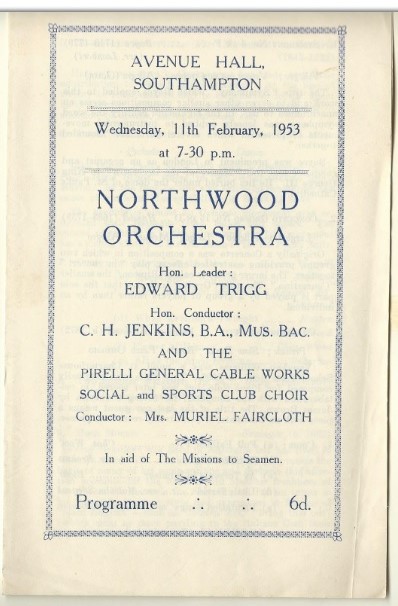 AVENUE HALL,
SOUTHAMPTON
Wednesday, 11th February, 1953
at 7-30 p.m.
NORTHWOOD
ORCHESTRA
Hon. Leader :
EDWARD TRIGG
Hon. Conductor :
C. H. JENKINS, B.A., MUS. BAC.
AND THE
PIRELLI GENERAL CABLE WORKS
SOCIAL and SPORTS CLUB CHOIR
Conductor : Mrs. MURIEL FAIRCLOTH
In aid of The Missions to Seamen.
Programme ∴ ∴ 6d.